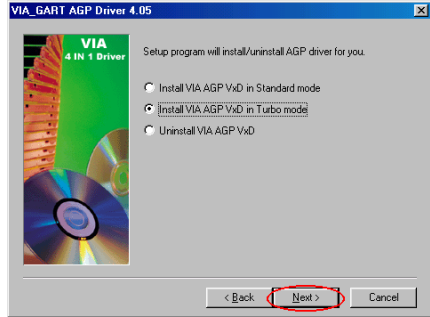 VIA_GART AGP Driver 4.05
VIA
4 IN 1 Driver
Setup program will install/uninstall AGP driver for you.
Install VIA AGP VxD in Standard mode
Install VIA AGP VxD in Turbo mode
Uninstall VIA AGP VxD
< Back Next > Cancel